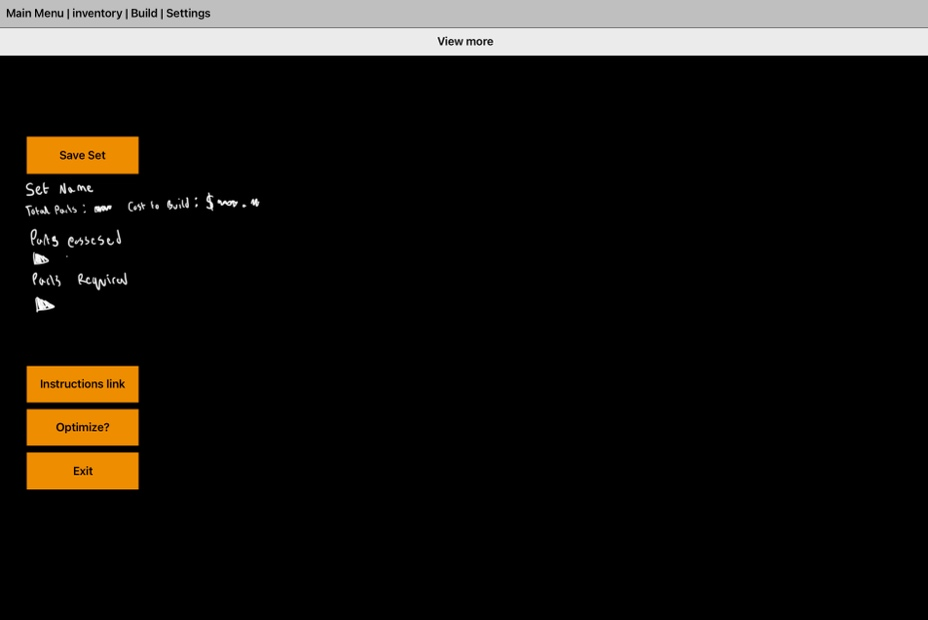 Main Menu | inventory | Build | Settings
View more
Save Set
Set Name
Total Parts : Cost to Build : $
Parts possesed
Parts Required
Instructions link
Optimize?
Exit